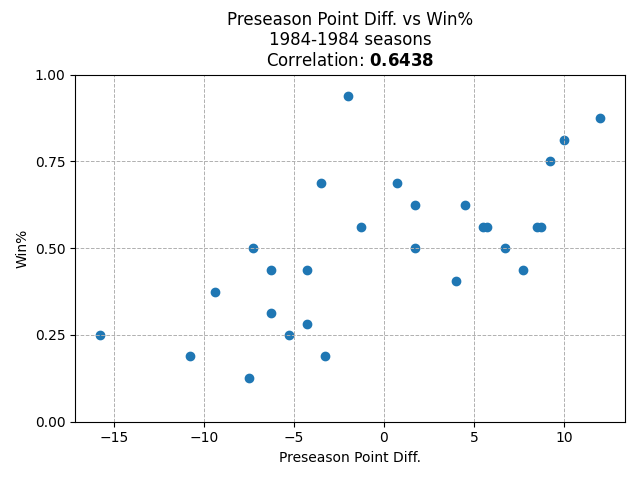 Preseason Point Diff. vs Win%
1984-1984 seasons
Correlation: 0.6438
1.00
0.75
0.50
0.25
0.00
Win%
−15
−10
−5
0
5
10
Preseason Point Diff.